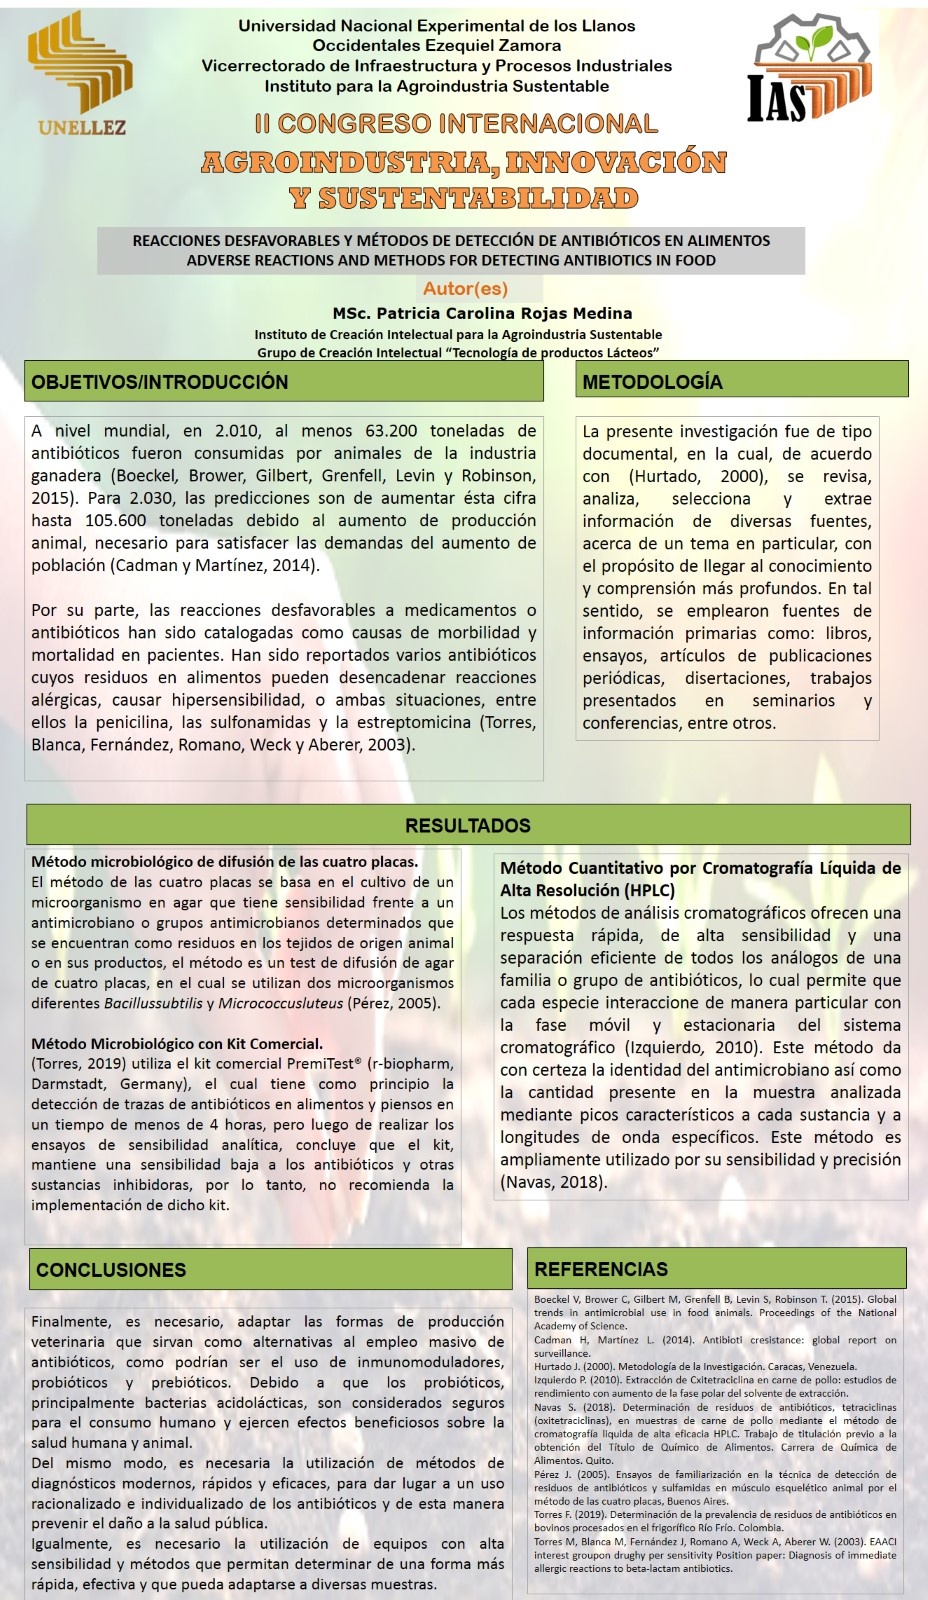 Universidad Nacional Experimental de los Llanos
Occidentales Ezequiel Zamora
Vicerrectorado de Infraestructura y Procesos Industriales
Instituto para la Agroindustria Sustentable
UNELLEZ
IAS
II CONGRESO INTERNACIONAL
AGROINDUSTRIA, INNOVACIÓN
Y SUSTENTABILIDAD
REACCIONES DESFAVORABLES Y MÉTODOS DE DETECCIÓN DE ANTIBIÓTICOS EN ALIMENTOS
ADVERSE REACTIONS AND METHODS FOR DETECTING ANTIBIOTICS IN FOOD
Autor(es)
MSc. Patricia Carolina Rojas Medina
Instituto de Creación Intelectual para la Agroindustria Sustentable
Grupo de Creación Intelectual “Tecnología de productos Lácteos”
OBJETIVOS/INTRODUCCIÓN
A nivel mundial, en 2.010, al menos 63.200 toneladas de
antibióticos fueron consumidas por animales de la industria
ganadera (Boeckel, Brower, Gilbert, Grenfell, Levin y Robinson,
2015). Para 2.030, las predicciones son de aumentar ésta cifra
hasta 105.600 toneladas debido al aumento de producción
animal, necesario para satisfacer las demandas del aumento de
población (Cadman y Martínez, 2014).
Por su parte, las reacciones desfavorables a medicamentos o
antibióticos han sido catalogadas como causas de morbilidad y
mortalidad en pacientes. Han sido reportados varios antibióticos
cuyos residuos en alimentos pueden desencadenar reacciones
alérgicas, causar hipersensibilidad, o ambas situaciones, entre
ellos la penicilina, las sulfonamidas y la estreptomicina (Torres,
Blanca, Fernández, Romano, Weck y Aberer, 2003).
METODOLOGÍA
La presente investigación fue de tipo
documental, en la cual, de acuerdo
con (Hurtado, 2000), se revisa,
analiza, selecciona y extrae
información de diversas fuentes,
acerca de un tema en particular, con
el propósito de llegar al conocimiento
y comprensión más profundos. En tal
sentido, se emplearon fuentes de
información primarias como: libros,
ensayos, artículos de publicaciones
periódicas, disertaciones, trabajos
presentados en seminarios y
conferencias, entre otros.
RESULTADOS
Método microbiológico de difusión de las cuatro placas.
El método de las cuatro placas se basa en el cultivo de un
microorganismo en agar que tiene sensibilidad frente a un
antimicrobiano o grupos antimicrobianos determinados que
se encuentran como residuos en los tejidos de origen animal
o en sus productos, el método es un test de difusión de agar
de cuatro placas, en el cual se utilizan dos microorganismos
diferentes Bacillussubtilis y Micrococcusluteus (Pérez, 2005).
Método Microbiológico con Kit Comercial.
(Torres, 2019) utiliza el kit comercial PremiTest® (r-biopharm,
Darmstadt, Germany), el cual tiene como principio la
detección de trazas de antibióticos en alimentos y piensos en
un tiempo de menos de 4 horas, pero luego de realizar los
ensayos de sensibilidad analítica, concluye que el kit,
mantiene una sensibilidad baja a los antibióticos y otras
sustancias inhibidoras, por lo tanto, no recomienda la
implementación de dicho kit.
Método Cuantitativo por Cromatografía Líquida de
Alta Resolución (HPLC)
Los métodos de análisis cromatográficos ofrecen una
respuesta rápida, de alta sensibilidad y una
separación eficiente de todos los análogos de una
familia o grupo de antibióticos, lo cual permite que
cada especie interaccione de manera particular con
la fase móvil y estacionaria del sistema
cromatográfico (Izquierdo, 2010). Este método da
con certeza la identidad del antimicrobiano así como
la cantidad presente en la muestra analizada
mediante picos característicos a cada sustancia y a
longitudes de onda específicos. Este método es
ampliamente utilizado por su sensibilidad y precisión
(Navas, 2018).
CONCLUSIONES
Finalmente, es necesario, adaptar las formas de producción
veterinaria que sirvan como alternativas al empleo masivo de
antibióticos, como podrían ser el uso de inmunomoduladores,
probióticos y prebióticos. Debido a que los probióticos,
principalmente bacterias acidolácticas, son considerados seguros
para el consumo humano y ejercen efectos beneficiosos sobre la
salud humana y animal.
Del mismo modo, es necesaria la utilización de métodos de
diagnósticos modernos, rápidos y eficaces, para dar lugar a un uso
racionalizado e individualizado de los antibióticos y de esta manera
prevenir el daño a la salud pública.
Igualmente, es necesario la utilización de equipos con alta
sensibilidad y métodos que permitan determinar de una forma más
rápida, efectiva y que pueda adaptarse a diversas muestras.
REFERENCIAS
Boeckel V, Brower C, Gilbert M, Grenfell B, Levin S, Robinson T. (2015). Global
trends in antimicrobial use in food animals. Proceedings of the National
Academy of Science.
Cadman H, Martínez L. (2014). Antibioti cresistance: global report on
surveillance.
Hurtado J. (2000). Metodología de la Investigación. Caracas, Venezuela.
Izquierdo P. (2010). Extracción de Cxitetraciclina en carne de pollo: estudios de
rendimiento con aumento de la fase polar del solvente de extracción.
Navas S. (2018). Determinación de residuos de antibióticos, tetraciclinas
(oxitetraciclinas), en muestras de carne de pollo mediante el método de
cromatografía liquida de alta eficacia HPLC. Trabajo de titulación previo a la
obtención del Título de Químico de Alimentos. Carrera de Química de
Alimentos. Quito.
Pérez J. (2005). Ensayos de familiarización en la técnica de detección de
residuos de antibióticos y sulfamidas en músculo esquelético animal por el
método de las cuatro placas, Buenos Aires.
Torres F. (2019). Determinación de la prevalencia de residuos de antibióticos en
bovinos procesados en el frigorífico Río Frío. Colombia.
Torres M, Blanca M, Fernández J, Romano A, Weck A, Aberer W. (2003). EAACI
interest groupon drughy per sensitivity Position paper: Diagnosis of immediate
allergic reactions to beta-lactam antibiotics.